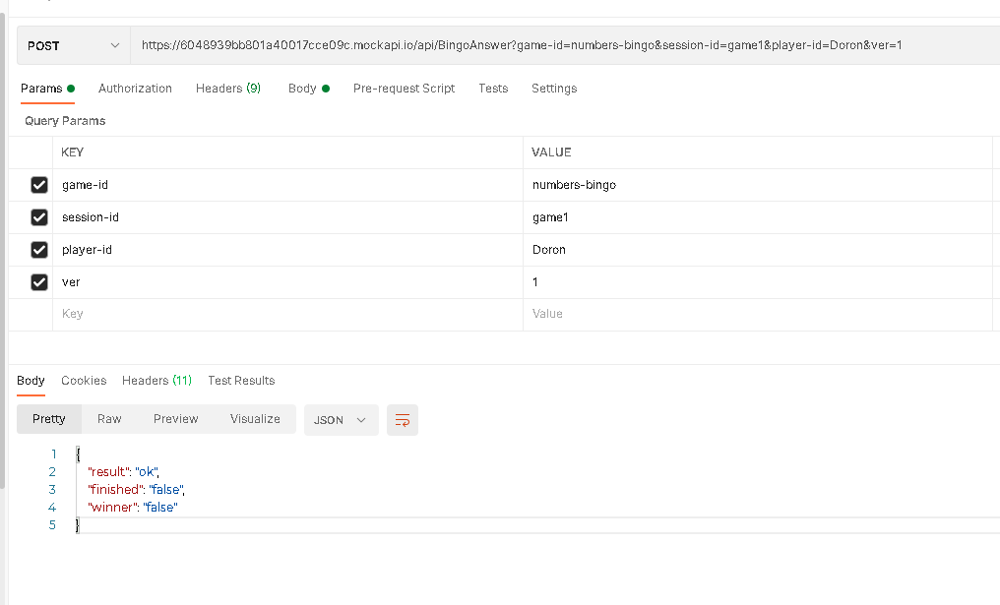 POST https://6048939bb801a40017cce09c.mockapi.io/api/BingoAnswer?game-id=numbers-bingo&session-id=game1&player-id=Doron&ver=1
Params Authorization Headers (9) Body Pre-request Script Tests Settings
Query Params
KEY VALUE
game-id numbers-bingo
session-id game1
player-id Doron
ver 1
Key Value
Body Cookies Headers (11) Test Results
Pretty Raw Preview Visualize JSON
1 {
2 "result": "ok",
3 "finished": "false",
4 "winner": "false"
5 }